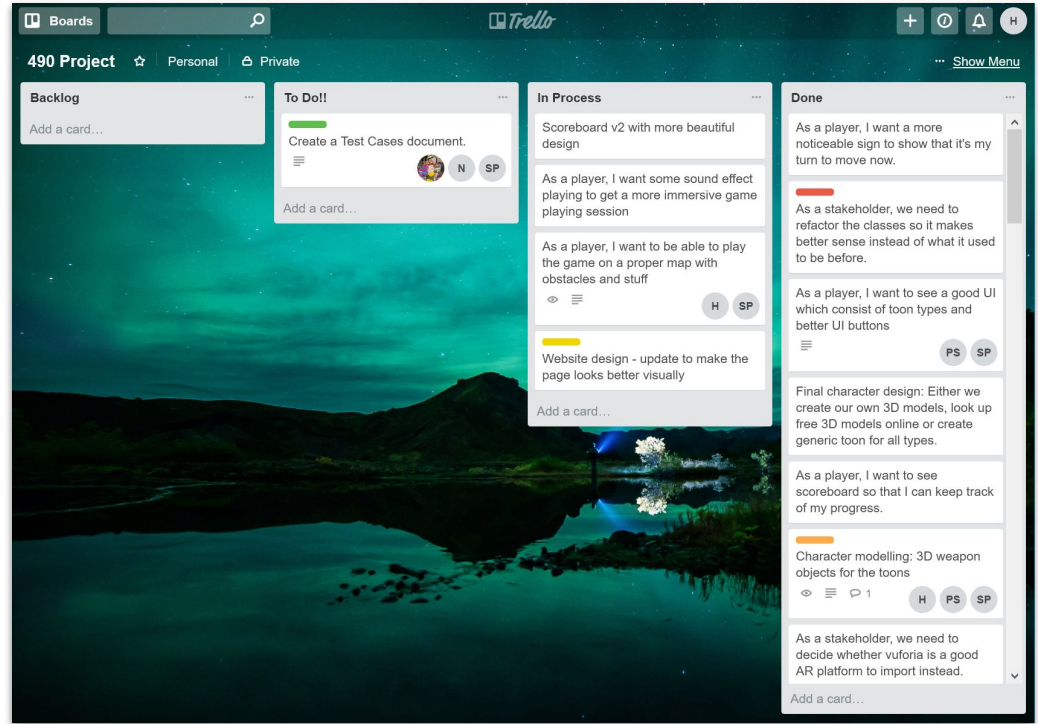 Boards
Trello
H
490 Project
Personal
Private
... Show Menu
Backlog
...
Add a card…
To Do!!
...
Create a Test Cases document.
N
SP
Add a card…
In Process
...
Scoreboard v2 with more beautiful
design
As a player, I want some sound effect
playing to get a more immersive game
playing session
As a player, I want to be able to play
the game on a proper map with
obstacles and stuff
H
SP
Website design - update to make the
page looks better visually
Add a card…
Done
...
As a player, I want a more
noticeable sign to show that it's my
turn to move now.
As a stakeholder, we need to
refactor the classes so it makes
better sense instead of what it used
to be before.
As a player, I want to see a good UI
which consist of toon types and
better UI buttons
PS
SP
Final character design: Either we
create our own 3D models, look up
free 3D models online or create
generic toon for all types.
As a player, I want to see
scoreboard so that I can keep track
of my progress.
Character modelling: 3D weapon
objects for the toons
1
H
PS
SP
As a stakeholder, we need to
decide whether vuforia is a good
AR platform to import instead.
Add a card…